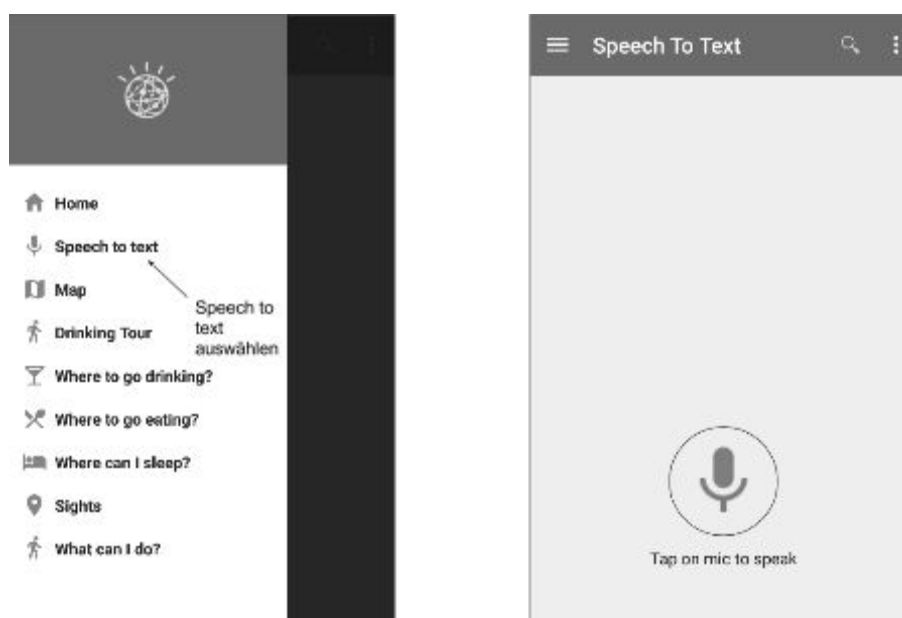 Home
Speech to text
Map
Speech to
text
auswählen
Drinking Tour
Where to go drinking?
Where to go eating?
Where can I sleep?
Sights
What can I do?
Speech To Text
Tap on mic to speak